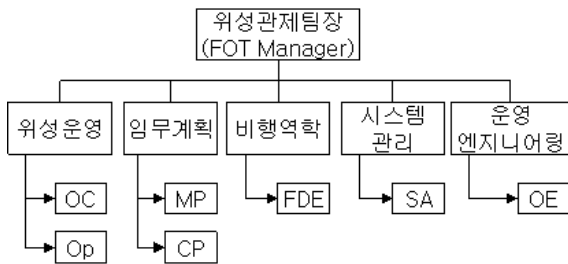 위성관제팀장
(FOT Manager)
위성운영
임무계획
비행역학
시스템
관리
운영
엔지니어링
OC
MP
FDE
SA
OE
Op
CP